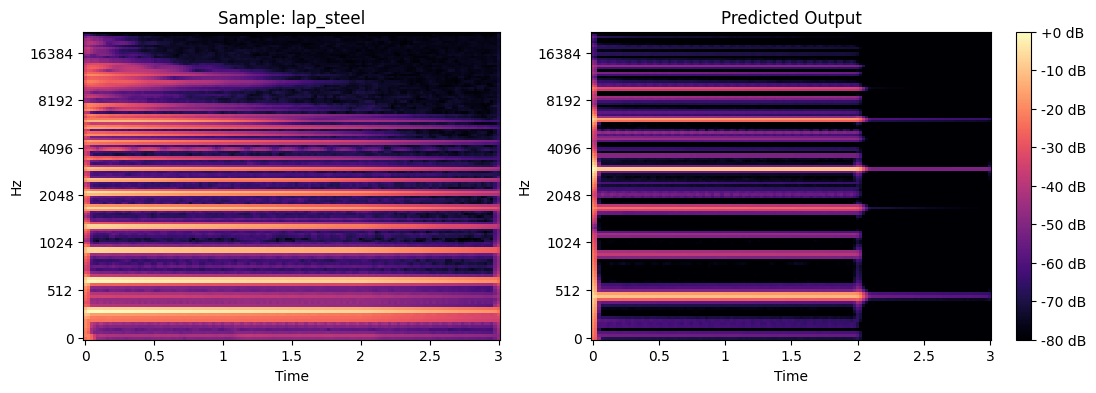 Sample: lap_steel
Predicted Output
Hz
16384
8192
4096
2048
1024
512
0
0
0.5
1
1.5
2
2.5
3
Time
Hz
16384
8192
4096
2048
1024
512
0
0
0.5
1
1.5
2
2.5
3
Time
+0 dB
-10 dB
-20 dB
-30 dB
-40 dB
-50 dB
-60 dB
-70 dB
-80 dB